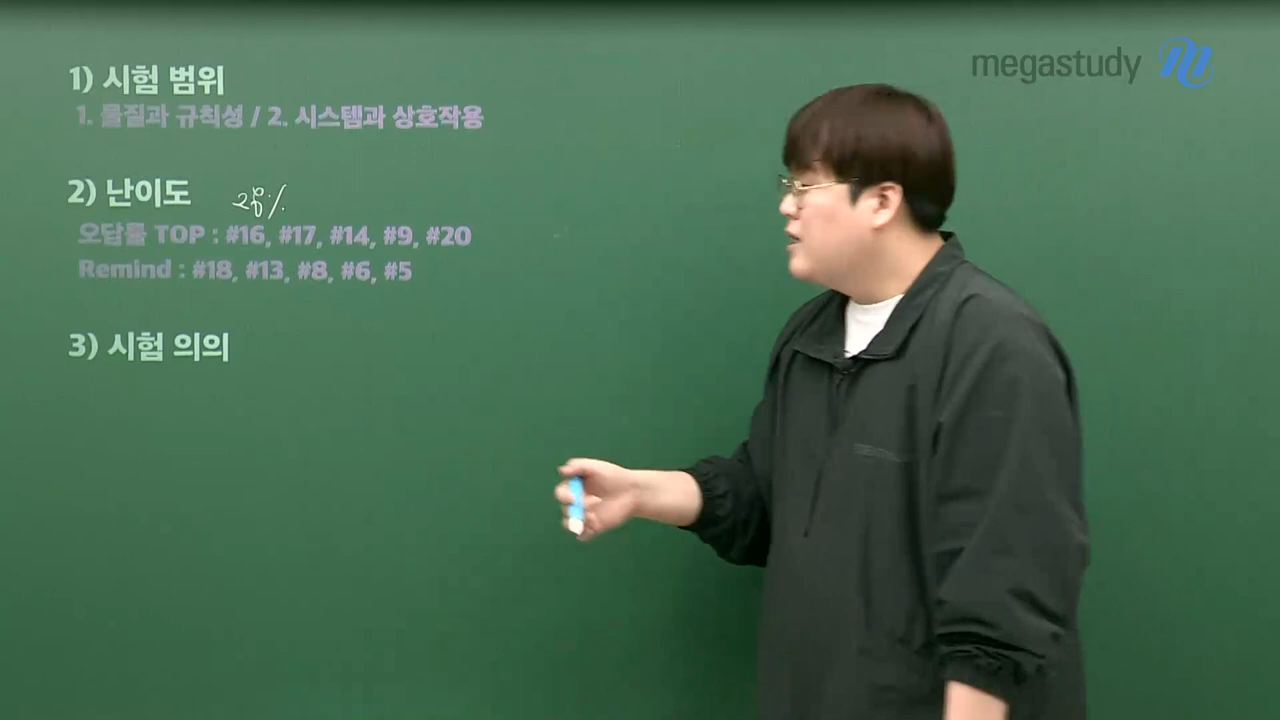 megastudy
1) 시험 범위
1. 물질과 규칙성 / 2. 시스템과 상호작용
2) 난이도
오답률 TOP : #16, #17, #14, #9, #20
Remind : #18, #13, #8, #6, #5
3) 시험 의의